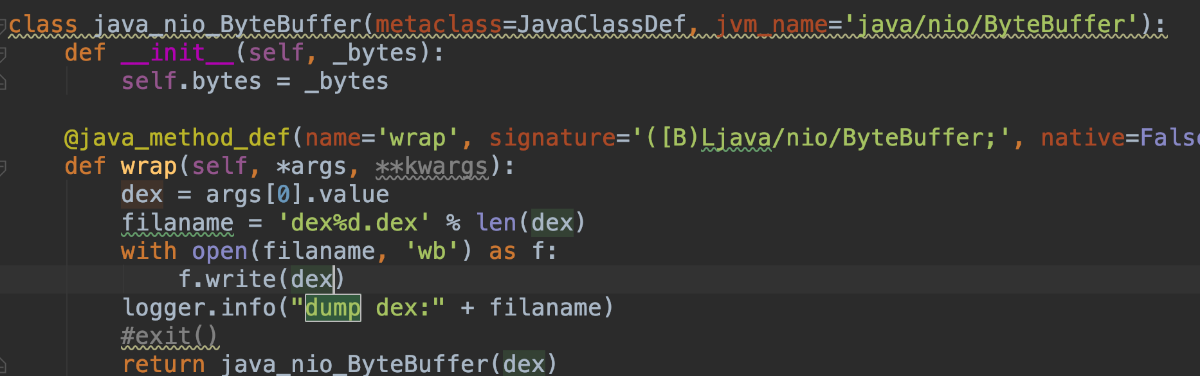 class java_nio_ByteBuffer(metaclass=JavaClassDef, jvm_name='java/nio/ByteBuffer'):
def __init__(self, _bytes):
self.bytes = _bytes
@java_method_def(name='wrap', signature='([B)Ljava/nio/ByteBuffer;', native=False
def wrap(self, *args, **kwargs):
dex = args[0].value
filaname = 'dex%d.dex' % len(dex)
with open(filaname, 'wb') as f:
f.write(dex)
logger.info("dump dex:" + filaname)
#exit()
return java_nio_ByteBuffer(dex)